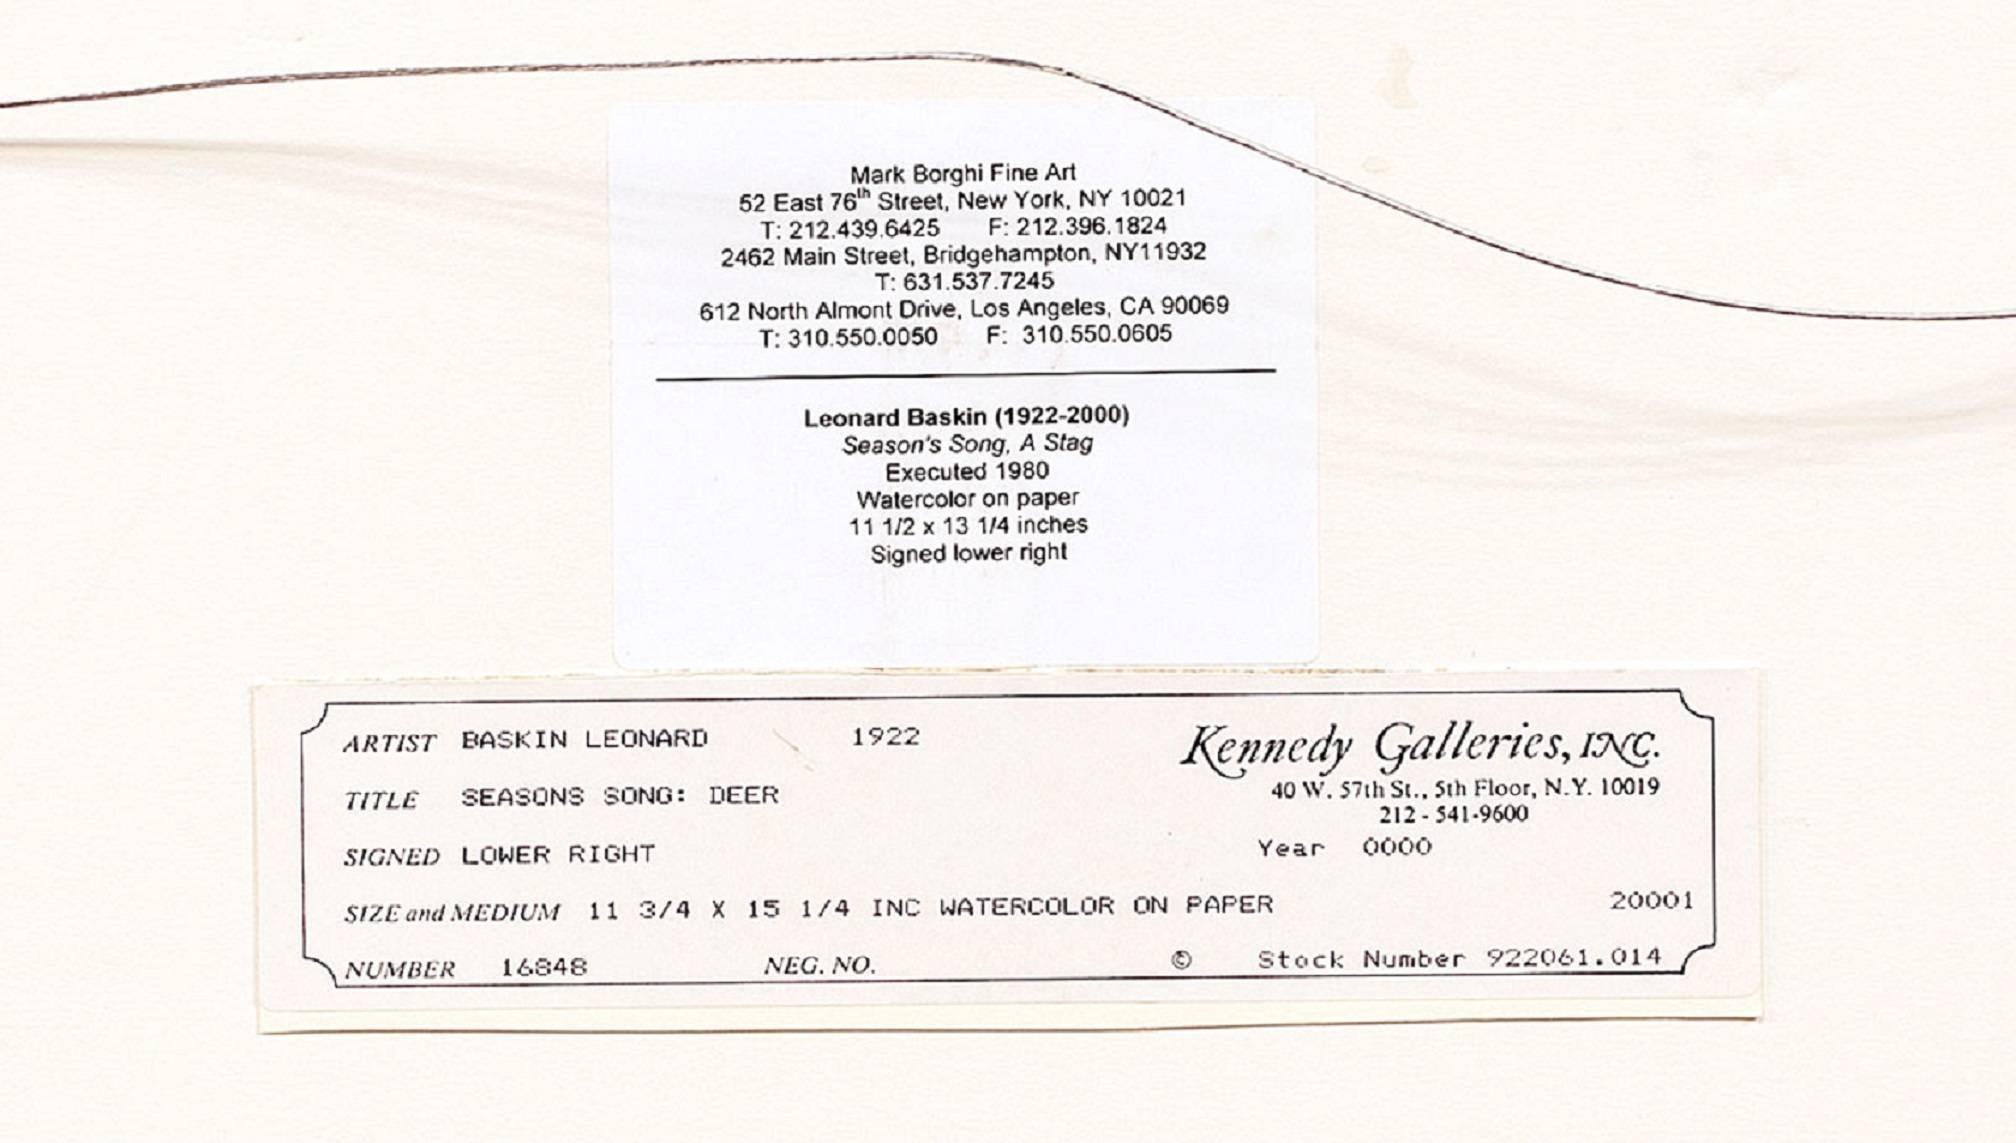 Mark Borghi Fine Art
52 East 76th Street, New York, NY 10021
T: 212.439.6425 F: 212.396.1824
2462 Main Street, Bridgehampton, NY11932
T: 631.537.7245
612 North Almont Drive, Los Angeles, CA 90069
T: 310.550.0050 F: 310.550.0605
Leonard Baskin (1922-2000)
Season's Song, A Stag
Executed 1980
Watercolor on paper
11 1/2 x 13 1/4 inches
Signed lower right
ARTIST BASKIN LEONARD 1922
Kennedy Galleries, INC.
40 W. 57th St., 5th Floor, N.Y. 10019
212 - 541-9600
TITLE SEASONS SONG: DEER
Year 0000
SIGNED LOWER RIGHT
SIZE and MEDIUM 11 3/4 X 15 1/4 INC WATERCOLOR ON PAPER 20001
NUMBER 16848 NEG. NO. © Stock Number 922061.014